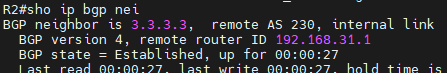 R2#sho ip bgp nei
BGP neighbor is 3.3.3.3,  remote AS 230, internal link
  BGP version 4, remote router ID 192.168.31.1
  BGP state = Established, up for 00:00:27
  Last read 00:00:27, last write 00:00:27, hold time is